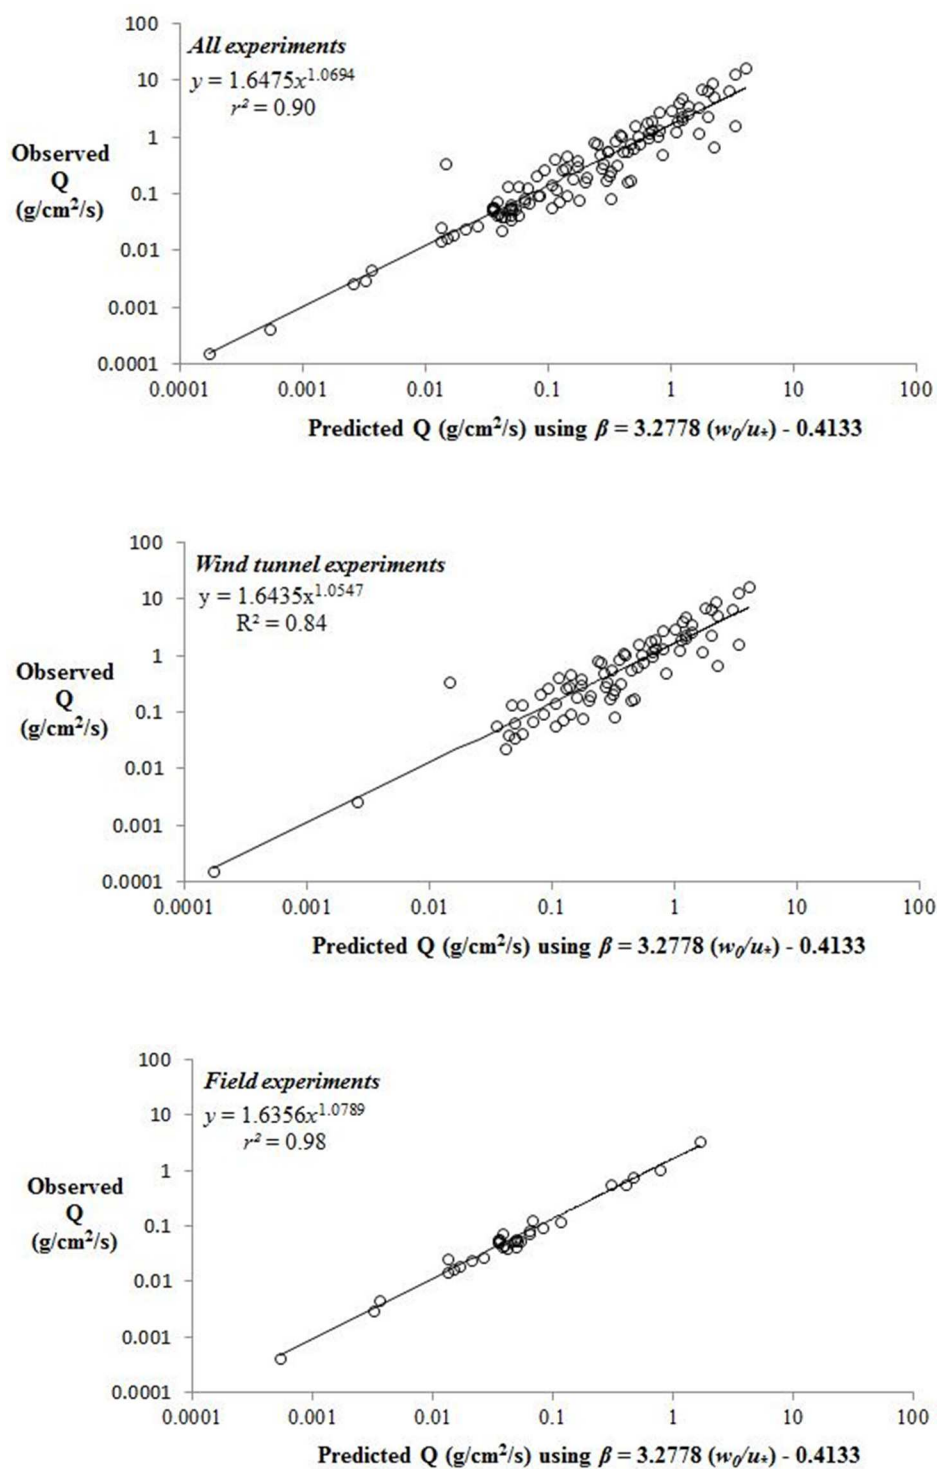 100
All experiments
y = 1.6475x^1.0694
r² = 0.90
10
1
Observed
Q
(g/cm²/s)
0.1
0.01
0.001
0.0001
0.0001 0.001 0.01 0.1 1 10 100
Predicted Q (g/cm²/s) using β = 3.2778 (w₀/u*) - 0.4133
100
Wind tunnel experiments
y = 1.6435x^1.0547
R² = 0.84
10
1
Observed
Q
(g/cm²/s)
0.1
0.01
0.001
0.0001
0.0001 0.001 0.01 0.1 1 10 100
Predicted Q (g/cm²/s) using β = 3.2778 (w₀/u*) - 0.4133
100
Field experiments
y = 1.6356x^1.0789
r² = 0.98
10
1
Observed
Q
(g/cm²/s)
0.1
0.01
0.001
0.0001
0.0001 0.001 0.01 0.1 1 10 100
Predicted Q (g/cm²/s) using β = 3.2778 (w₀/u*) - 0.4133